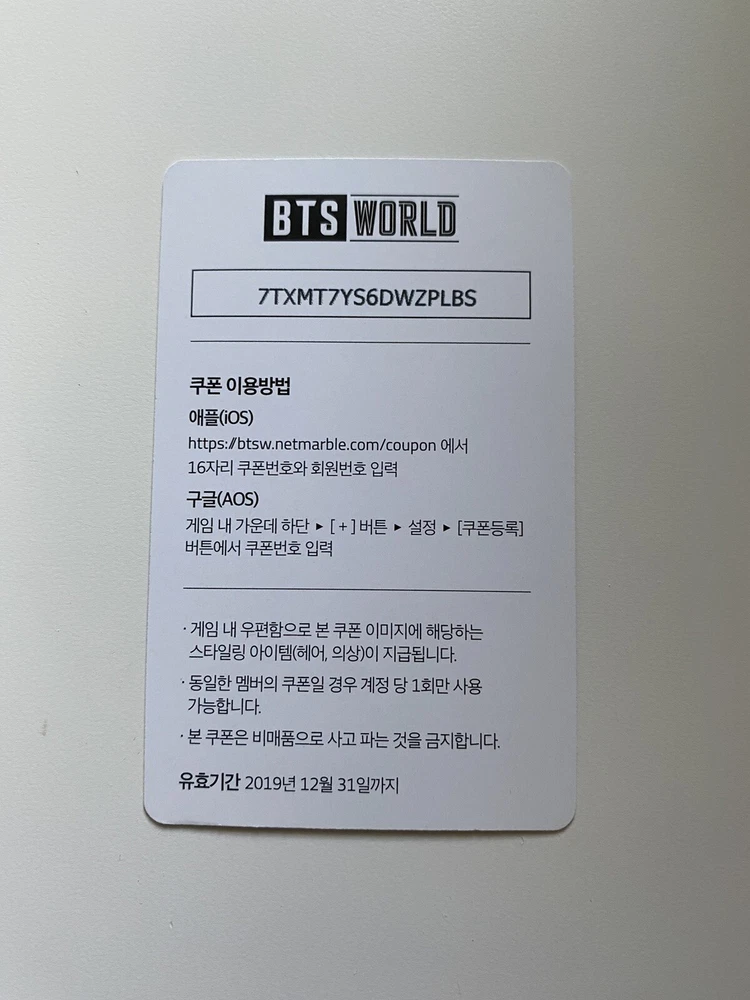 BTS WORLD
7TXMT7YS6DWZPLBS
쿠폰 이용방법
애플(iOS)
https://btsw.netmarble.com/coupon 에서
16자리 쿠폰번호와 회원번호 입력
구글(AOS)
게임 내 가운데 하단 ▸ [ + ] 버튼 ▸ 설정 ▸ [쿠폰등록]
버튼에서 쿠폰번호 입력
· 게임 내 우편함으로 본 쿠폰 이미지에 해당하는
스타일링 아이템(헤어, 의상)이 지급됩니다.
· 동일한 멤버의 쿠폰일 경우 계정 당 1회만 사용
가능합니다.
· 본 쿠폰은 비매품으로 사고 파는 것을 금지합니다.
유효기간 2019년 12월 31일까지